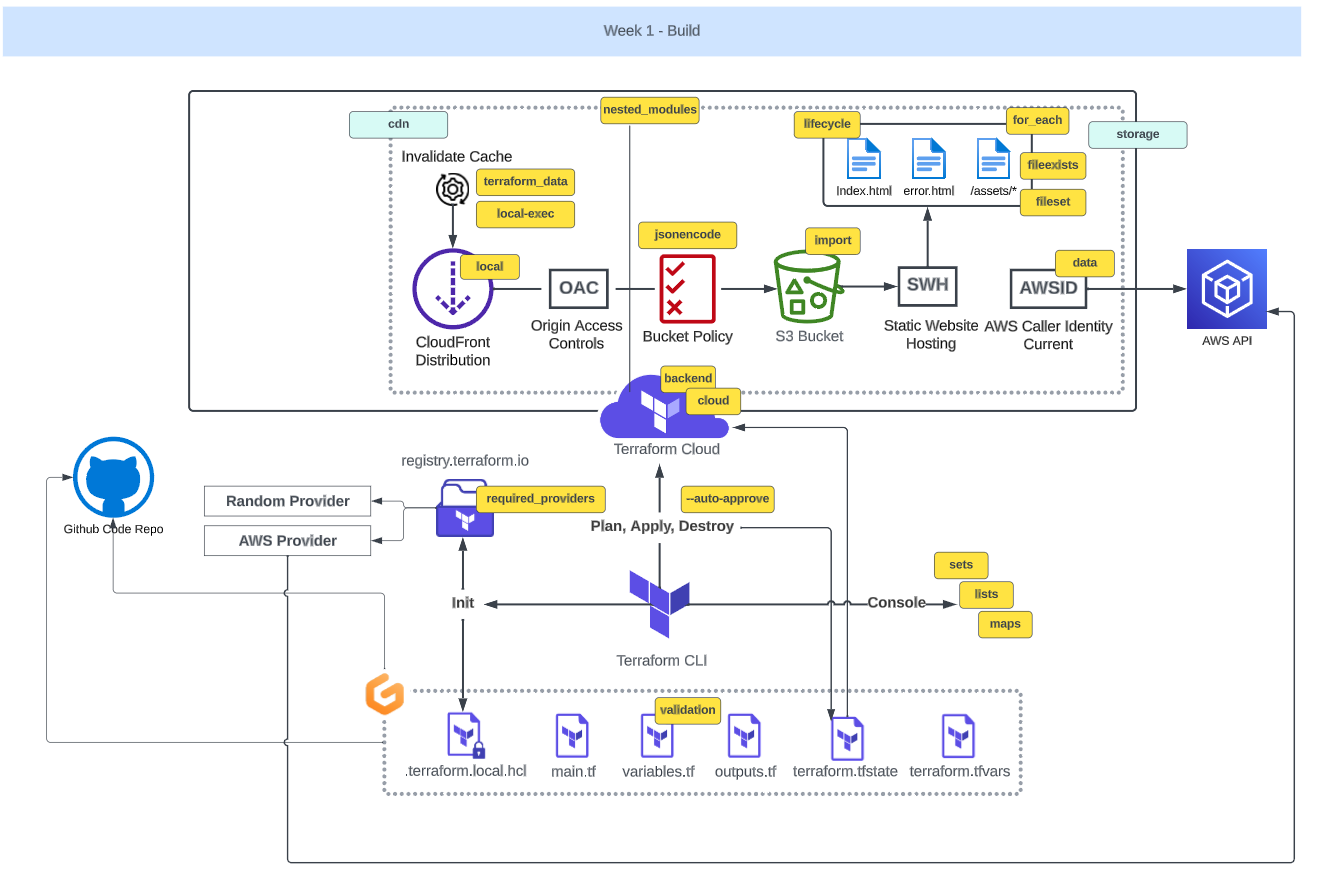 Week 1 - Build
nested_modules
cdn
lifecycle
for_each
storage
Invalidate Cache
terraform_data
local-exec
fileexists
Index.html
error.html
/assets/*
fileset
jsonencode
import
local
data
OAC
SWH
AWSID
Origin Access
Controls
CloudFront
Distribution
Bucket Policy
S3 Bucket
Static Website
Hosting
AWS Caller Identity
Current
AWS API
backend
cloud
Terraform Cloud
registry.terraform.io
Random Provider
AWS Provider
required_providers
--auto-approve
Github Code Repo
Plan, Apply, Destroy
sets
lists
maps
Init
Console
Terraform CLI
validation
.terraform.local.hcl
main.tf
variables.tf
outputs.tf
terraform.tfstate
terraform.tfvars